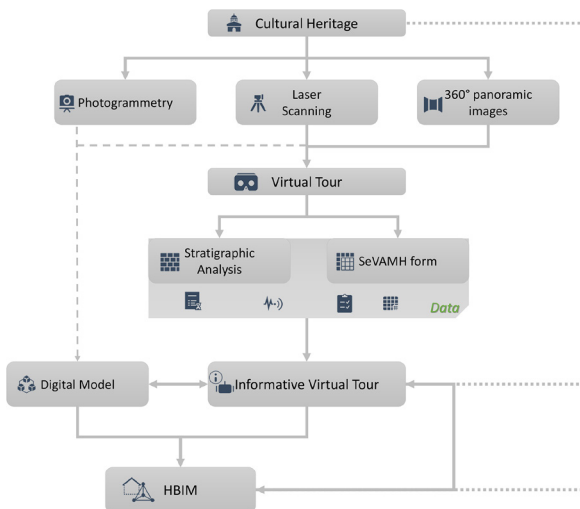 Cultural Heritage
Photogrammetry
Laser
Scanning
360° panoramic
images
Virtual Tour
Stratigraphic
Analysis
SeVAMH form
Data
Digital Model
Informative Virtual Tour
HBIM